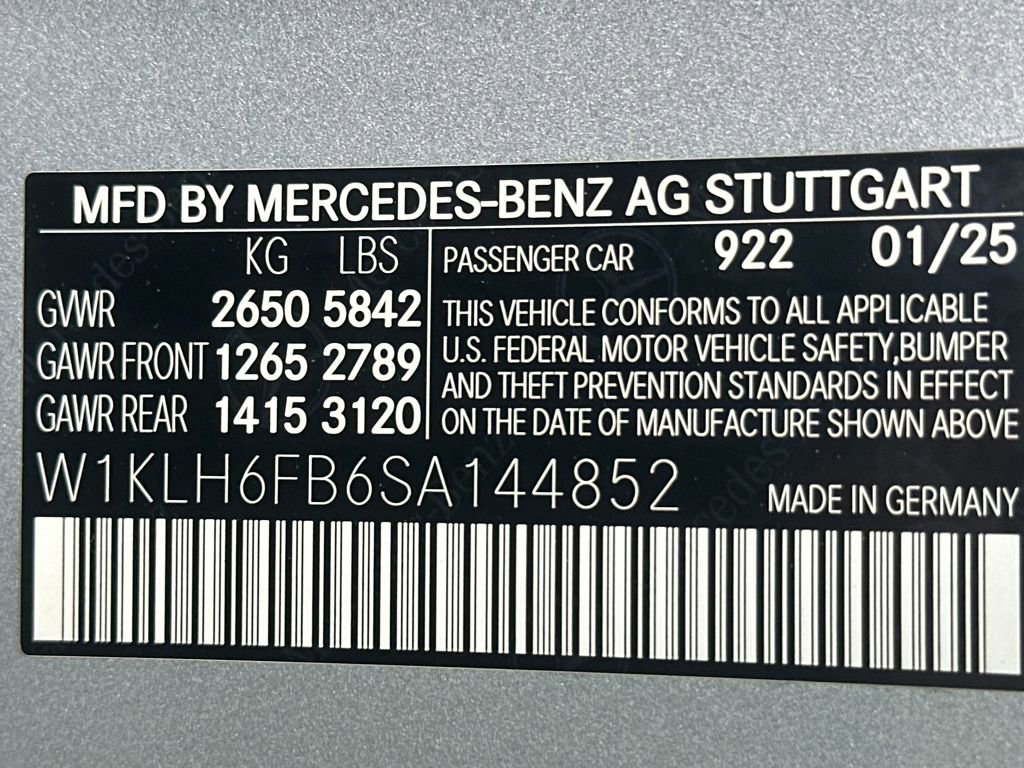 MFD BY MERCEDES-BENZ AG STUTTGART
KG LBS
GVWR 2650 5842
GAWR FRONT 1265 2789
GAWR REAR 1415 3120
PASSENGER CAR 922 01/25
THIS VEHICLE CONFORMS TO ALL APPLICABLE
U.S. FEDERAL MOTOR VEHICLE SAFETY, BUMPER
AND THEFT PREVENTION STANDARDS IN EFFECT
ON THE DATE OF MANUFACTURE SHOWN ABOVE
W1KLH6FB6SA144852
MADE IN GERMANY